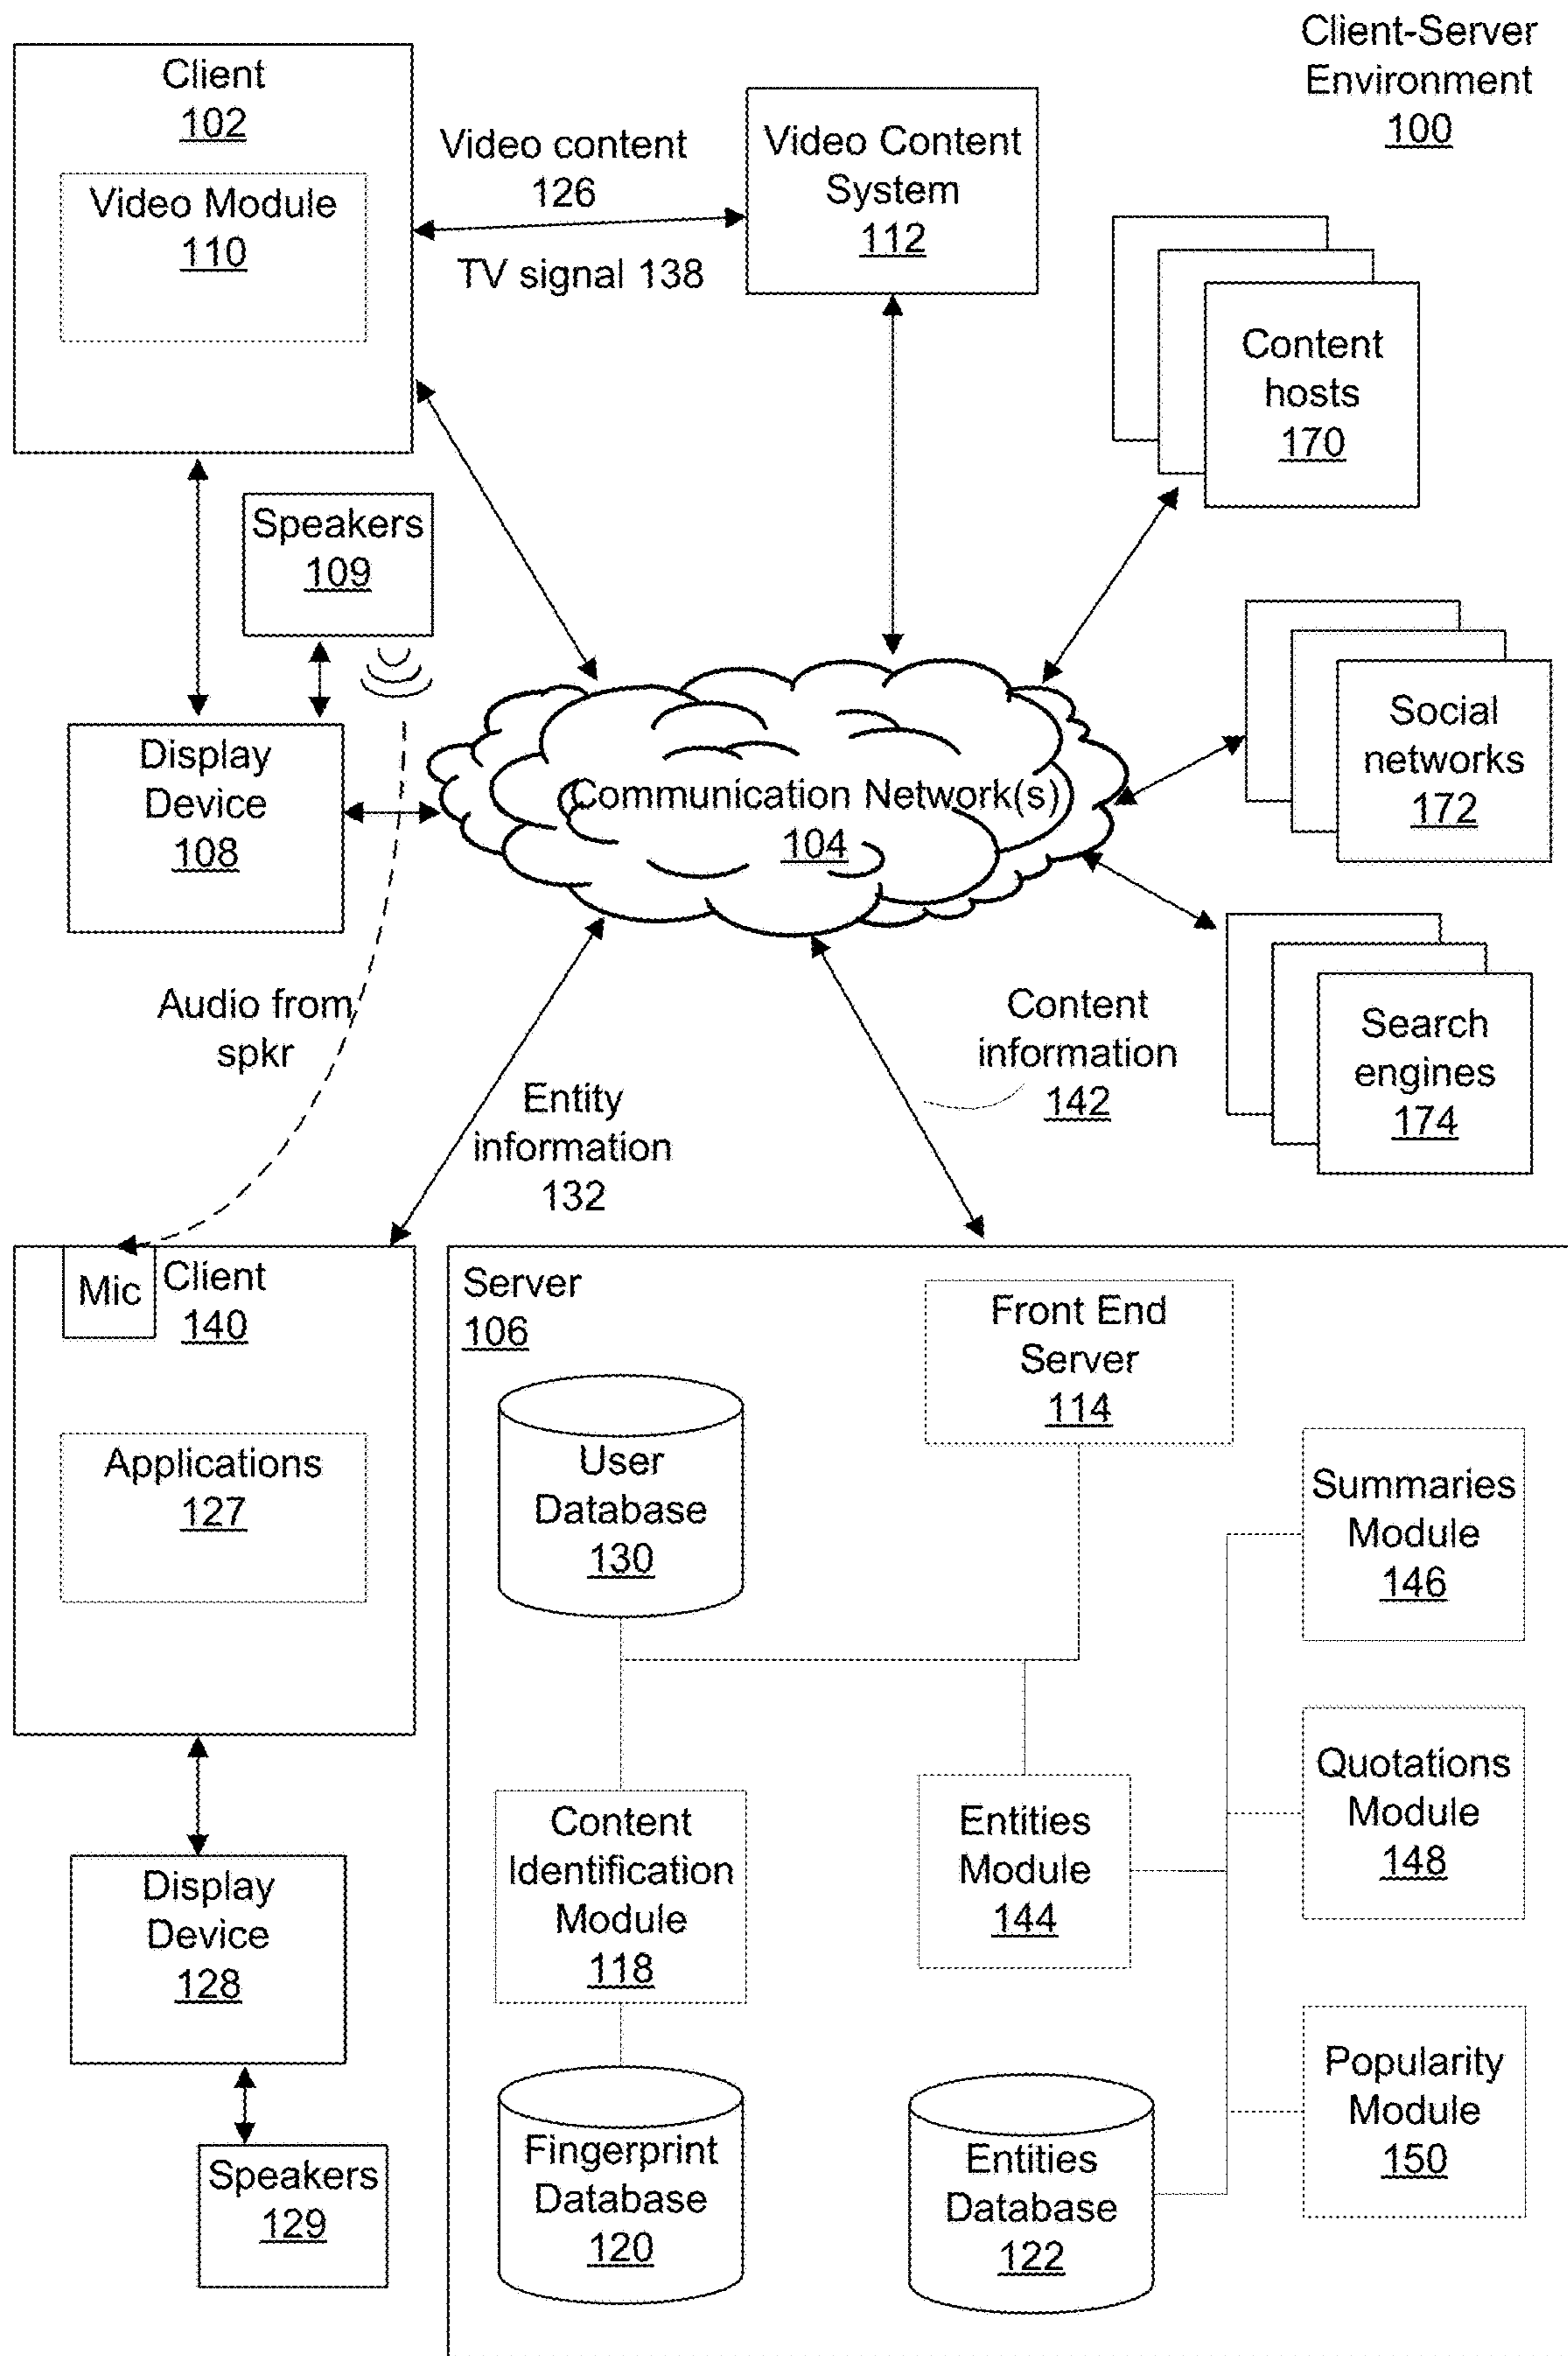 Client-Server
Environment
100
Client
102
Video Module
110
Video content
126
TV signal 138
Video Content
System
112
Content
hosts
170
Speakers
109
Display
Device
108
Communication Network(s)
104
Social
networks
172
Search
engines
174
Audio from
spkr
Entity
information
132
Content
information
142
Mic
Client
140
Applications
127
Display
Device
128
Speakers
129
Server
106
Front End
Server
114
User
Database
130
Summaries
Module
146
Content
Identification
Module
118
Entities
Module
144
Quotations
Module
148
Fingerprint
Database
120
Entities
Database
122
Popularity
Module
150